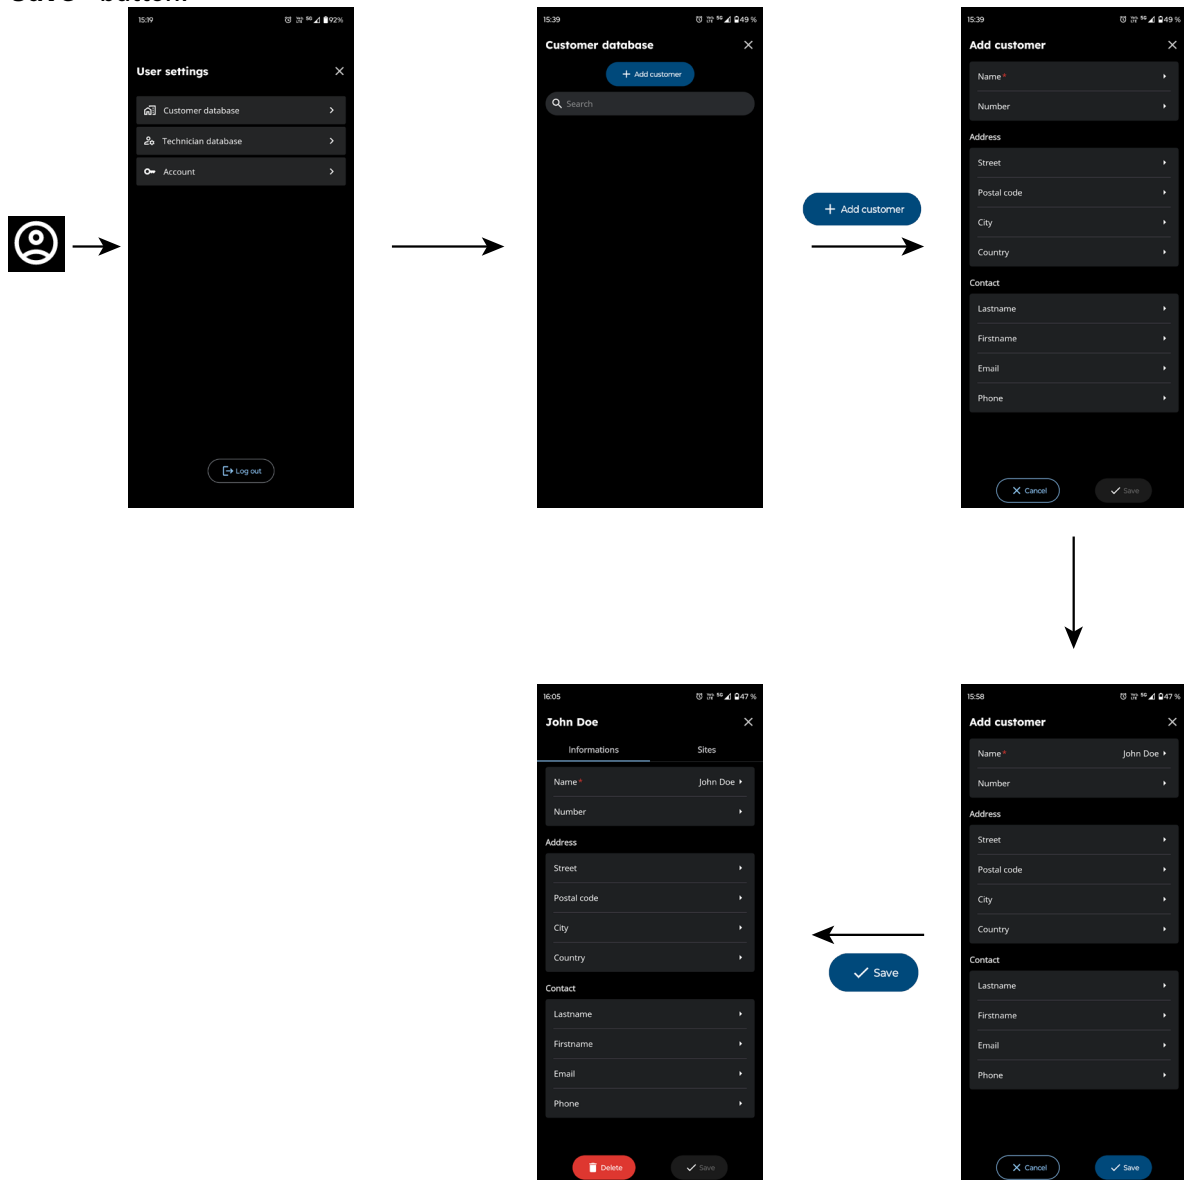 15:19 92%
User settings
Customer database
Technician database
Account
Log out
15:39 5G 49 %
Customer database
+ Add customer
Search
+ Add customer
15:39 5G 49 %
Add customer
Name*
Number
Address
Street
Postal code
City
Country
Contact
Lastname
Firstname
Email
Phone
Cancel Save
16:05 5G 47 %
John Doe
Informations Sites
Name* John Doe
Number
Address
Street
Postal code
City
Country
Contact
Lastname
Firstname
Email
Phone
Delete Save
Save
15:58 5G 47 %
Add customer
Name* John Doe
Number
Address
Street
Postal code
City
Country
Contact
Lastname
Firstname
Email
Phone
Cancel Save